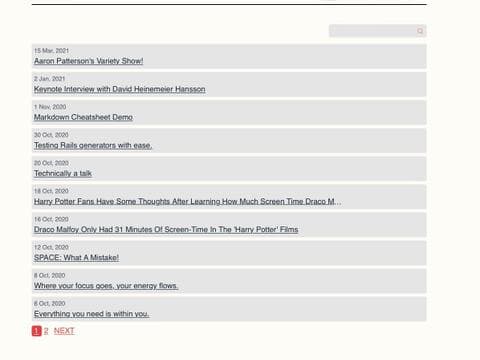 15 Mar, 2021
Aaron Patterson's Variety Show!
2 Jan, 2021
Keynote Interview with David Heinemeier Hansson
1 Nov, 2020
Markdown Cheatsheet Demo
30 Oct, 2020
Testing Rails generators with ease.
20 Oct, 2020
Technically a talk
18 Oct, 2020
Harry Potter Fans Have Some Thoughts After Learning How Much Screen Time Draco M...
16 Oct, 2020
Draco Malfoy Only Had 31 Minutes Of Screen-Time In The 'Harry Potter' Films
12 Oct, 2020
SPACE: What A Mistake!
8 Oct, 2020
Where your focus goes, your energy flows.
6 Oct, 2020
Everything you need is within you.
1 2 NEXT